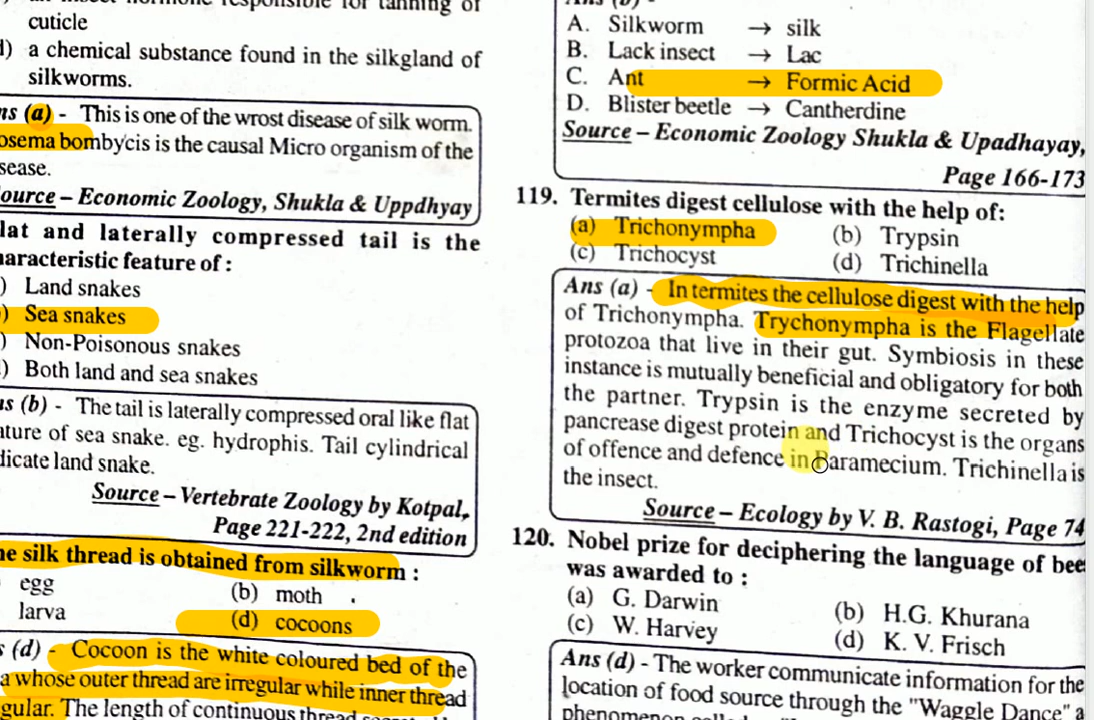 cuticle
a chemical substance found in the silkgland of
silkworms.
(a) - This is one of the wrost disease of silk worm.
bombycis is the causal Micro organism of the
– Economic Zoology, Shukla & Uppdhyay
and laterally compressed tail is the
feature of :
Land snakes
Sea snakes
Non-Poisonous snakes
Both land and sea snakes
(b) - The tail is laterally compressed oral like flat
of sea snake. eg. hydrophis. Tail cylindrical
land snake.
Source – Vertebrate Zoology by Kotpal,
Page 221-222, 2nd edition
silk thread is obtained from silkworm :
egg (b) moth
larva (d) cocoons
(d) - Cocoon is the white coloured bed of the
whose outer thread are irregular while inner thread
The length of continuous thread
A. Silkworm → silk
B. Lack insect → Lac
C. Ant → Formic Acid
D. Blister beetle → Cantherdine
Source – Economic Zoology Shukla & Upadhayay,
Page 166-173
119. Termites digest cellulose with the help of:
(a) Trichonympha (b) Trypsin
(c) Trichocyst (d) Trichinella
Ans (a) - In termites the cellulose digest with the help
of Trichonympha. Trychonympha is the Flagellate
protozoa that live in their gut. Symbiosis in these
instance is mutually beneficial and obligatory for both
the partner. Trypsin is the enzyme secreted by
pancrease digest protein and Trichocyst is the organs
of offence and defence in Paramecium. Trichinella is
the insect.
Source – Ecology by V. B. Rastogi, Page 74
120. Nobel prize for deciphering the language of bee
was awarded to :
(a) G. Darwin (b) H.G. Khurana
(c) W. Harvey (d) K. V. Frisch
Ans (d) - The worker communicate information for the
location of food source through the "Waggle Dance" a